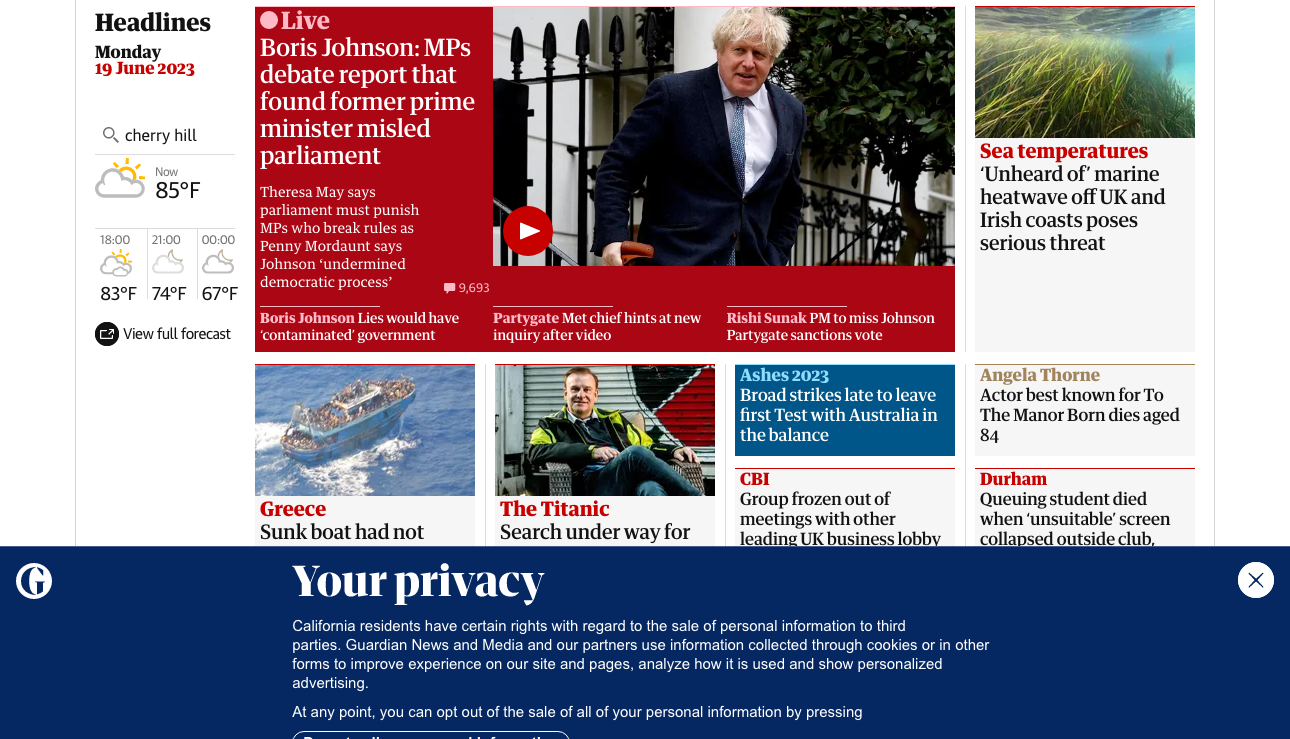 Headlines
Monday
19 June 2023
cherry hill
Now
85°F
18:00
21:00
00:00
83°F
74°F
67°F
View full forecast
Live
Boris Johnson: MPs
debate report that
found former prime
minister misled
parliament
Theresa May says
parliament must punish
MPs who break rules as
Penny Mordaunt says
Johnson ‘undermined
democratic process’
9,693
Boris Johnson Lies would have
‘contaminated’ government
Partygate Met chief hints at new
inquiry after video
Rishi Sunak PM to miss Johnson
Partygate sanctions vote
Sea temperatures
‘Unheard of’ marine
heatwave off UK and
Irish coasts poses
serious threat
Greece
Sunk boat had not
The Titanic
Search under way for
Ashes 2023
Broad strikes late to leave
first Test with Australia in
the balance
CBI
Group frozen out of
meetings with other
leading UK business lobby
Angela Thorne
Actor best known for To
The Manor Born dies aged
84
Durham
Queuing student died
when ‘unsuitable’ screen
collapsed outside club,
Your privacy
California residents have certain rights with regard to the sale of personal information to third
parties. Guardian News and Media and our partners use information collected through cookies or in other
forms to improve experience on our site and pages, analyze how it is used and show personalized
advertising.
At any point, you can opt out of the sale of all of your personal information by pressing